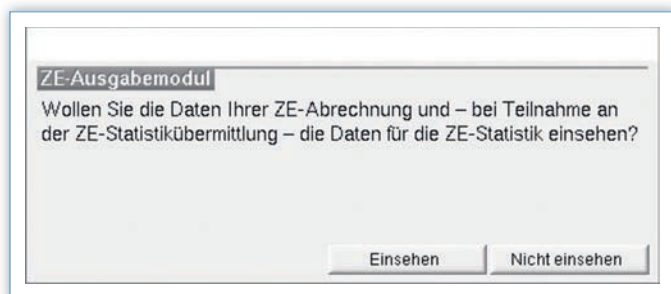 ZE-Ausgabemodul
Wollen Sie die Daten Ihrer ZE-Abrechnung und – bei Teilnahme an
der ZE-Statistikübermittlung – die Daten für die ZE-Statistik einsehen?
Einsehen Nicht einsehen